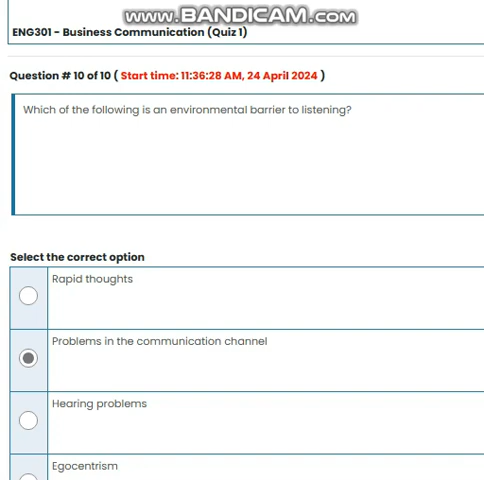 www.BANDICAM.com
ENG301 - Business Communication (Quiz 1)
Question # 10 of 10 ( Start time: 11:36:28 AM, 24 April 2024 )
Which of the following is an environmental barrier to listening?
Select the correct option
Rapid thoughts
Problems in the communication channel
Hearing problems
Egocentrism